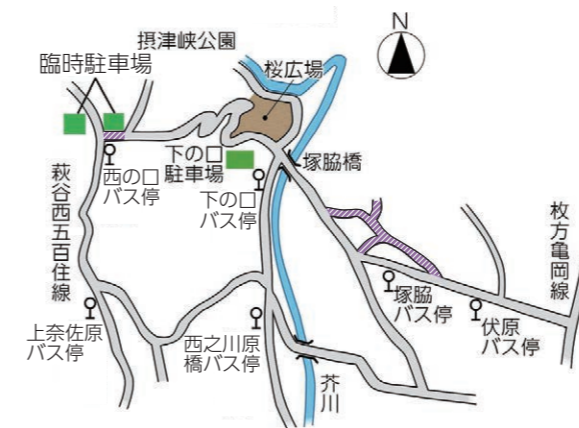 摂津峡公園
N
臨時駐車場
桜広場
下の口
駐車場
塚脇橋
西の口
バス停
下の口
バス停
萩谷西五百住線
枚方亀岡線
塚脇
バス停
伏原
バス停
上奈佐原
バス停
西之川原
橋バス停
芥川